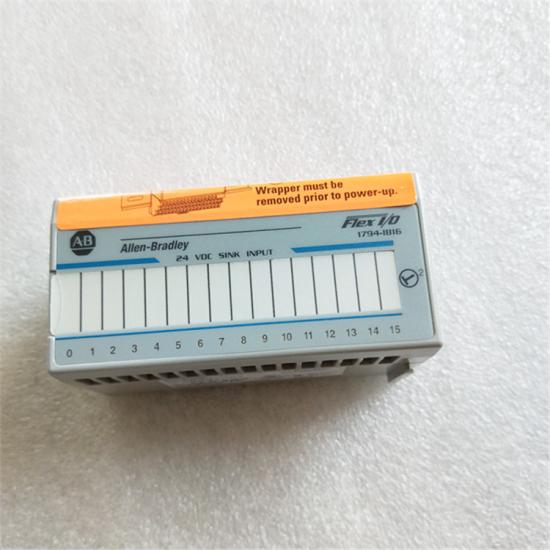 Wrapper must be
removed prior to power-up.
AB
Allen-Bradley
Flex I/O
1794-IB16
24 VDC SINK INPUT
2
0 1 2 3 4 5 6 7 8 9 10 11 12 13 14 15